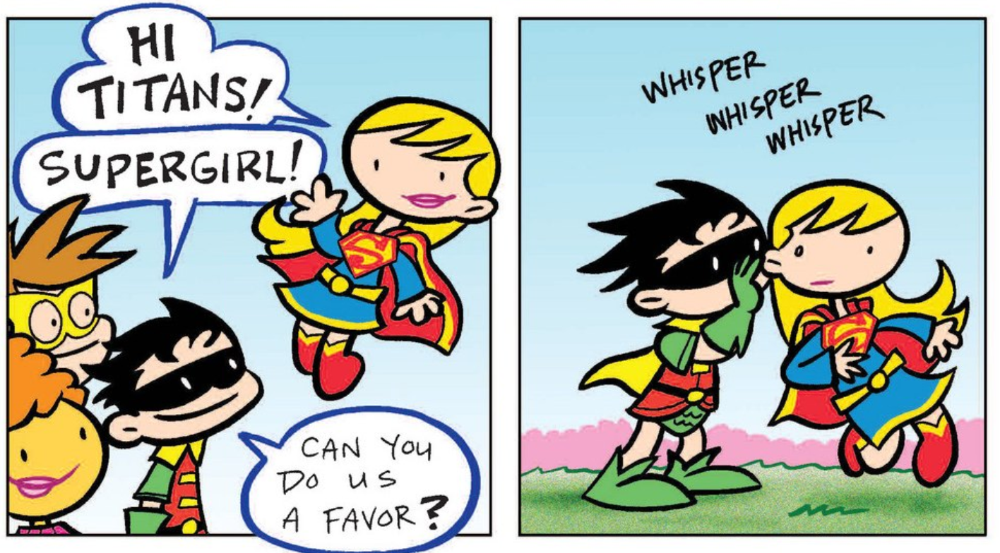 HI
TITANS!
SUPERGIRL!
CAN YOU
DO US
A FAVOR?
WHISPER
WHISPER
WHISPER